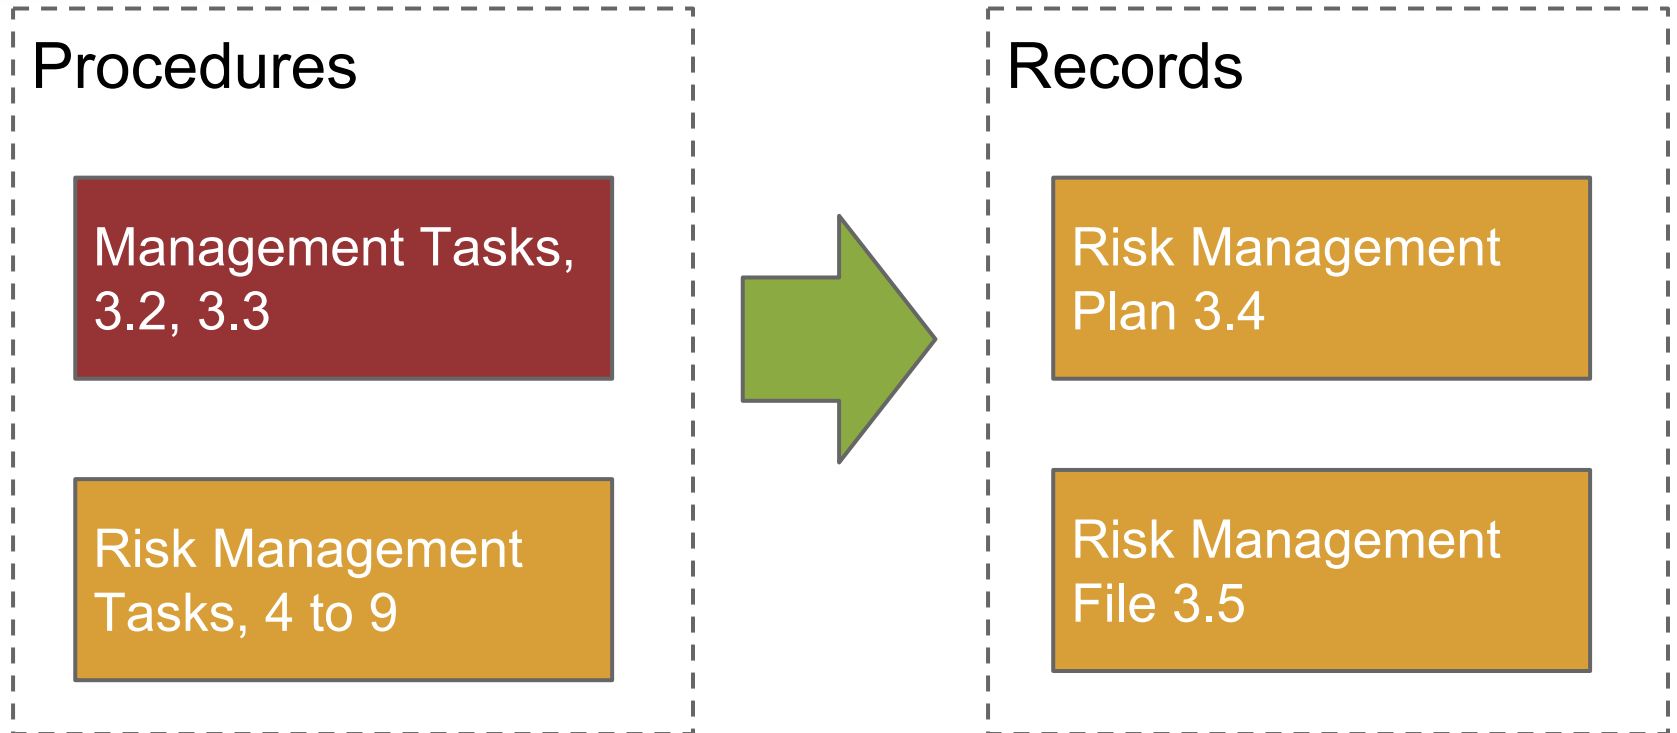 Procedures
Management Tasks,
3.2, 3.3
Risk Management
Tasks, 4 to 9
Records
Risk Management
Plan 3.4
Risk Management
File 3.5